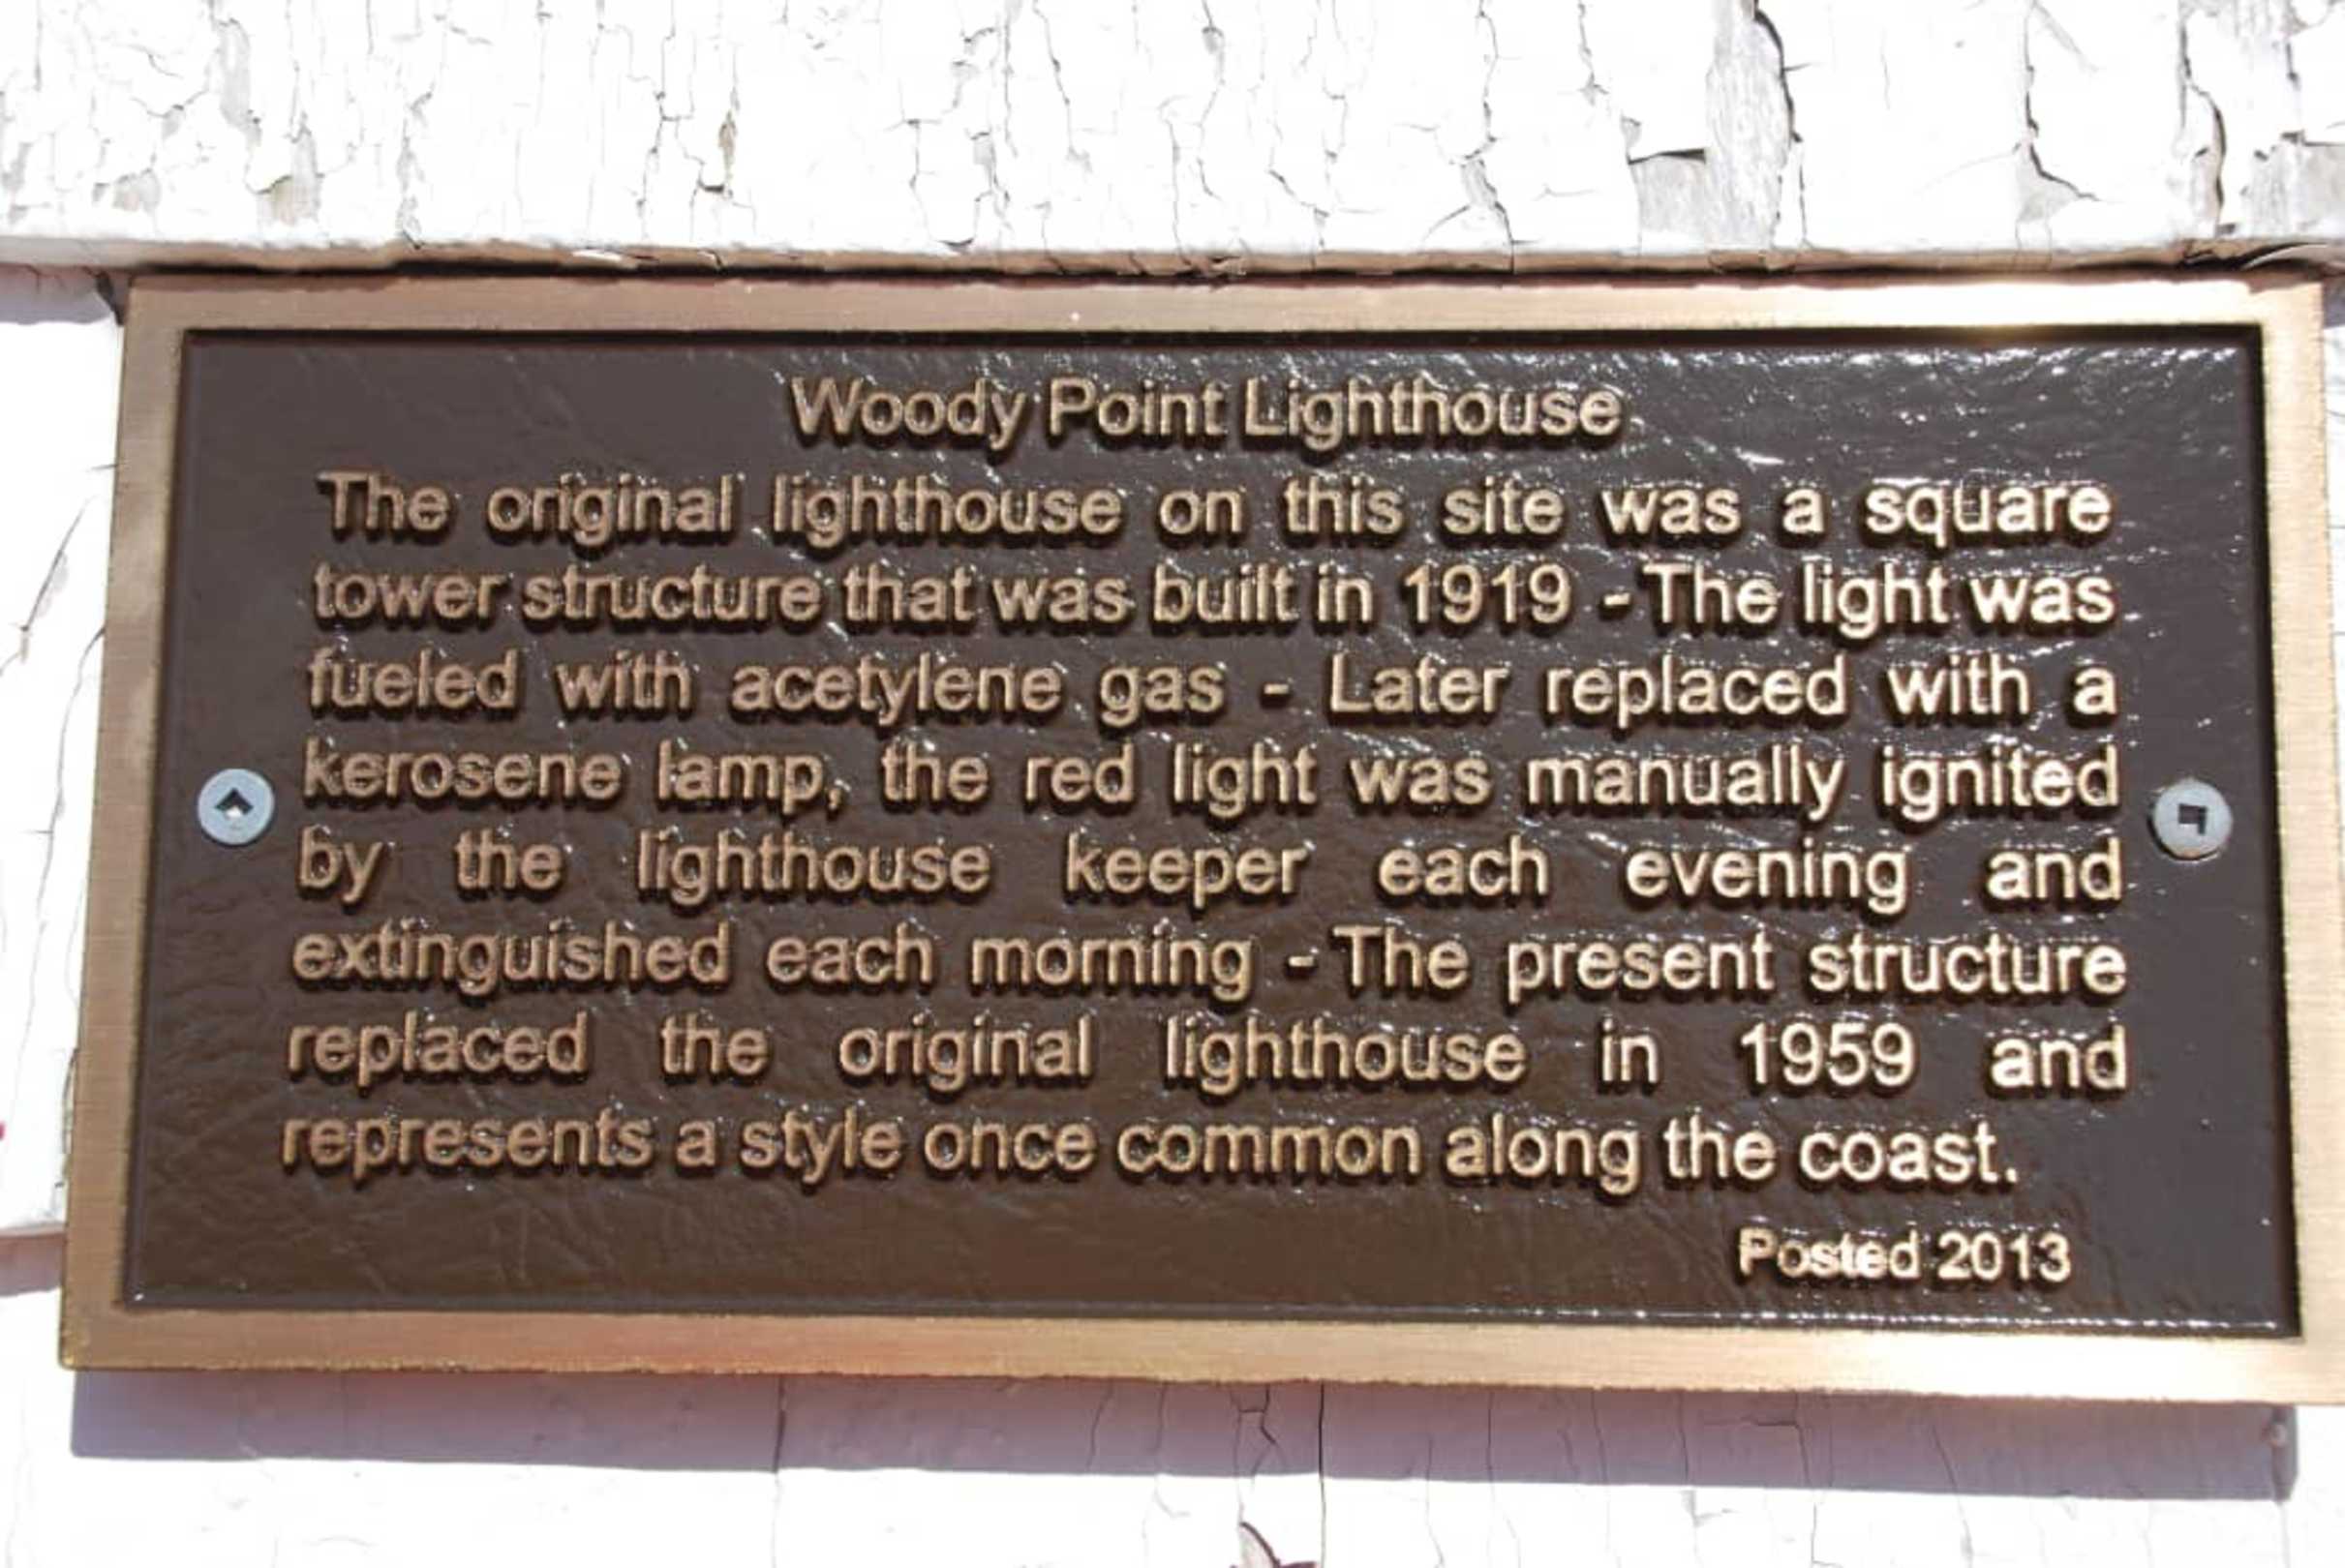 Woody Point Lighthouse
The original lighthouse on this site was a square
tower structure that was built in 1919 - The light was
fueled with acetylene gas - Later replaced with a
kerosene lamp, the red light was manually ignited
by the lighthouse keeper each evening and
extinguished each morning - The present structure
replaced the original lighthouse in 1959 and
represents a style once common along the coast.
Posted 2013